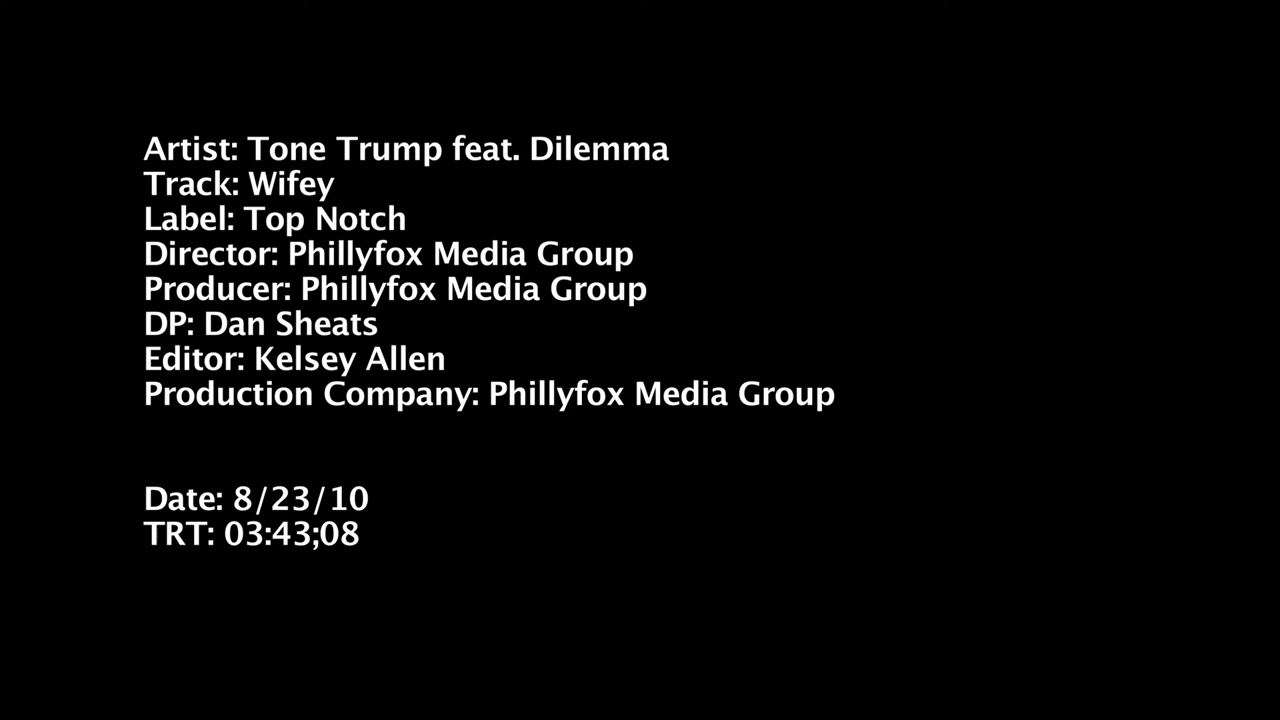 Artist: Tone Trump feat. Dilemma
Track: Wifey
Label: Top Notch
Director: Phillyfox Media Group
Producer: Phillyfox Media Group
DP: Dan Sheats
Editor: Kelsey Allen
Production Company: Phillyfox Media Group
Date: 8/23/10
TRT: 03:43;08